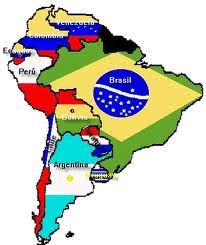 Venezuela
Colombia
Ecuador
Perú
Brasil
Bolivia
Chile
Argentina